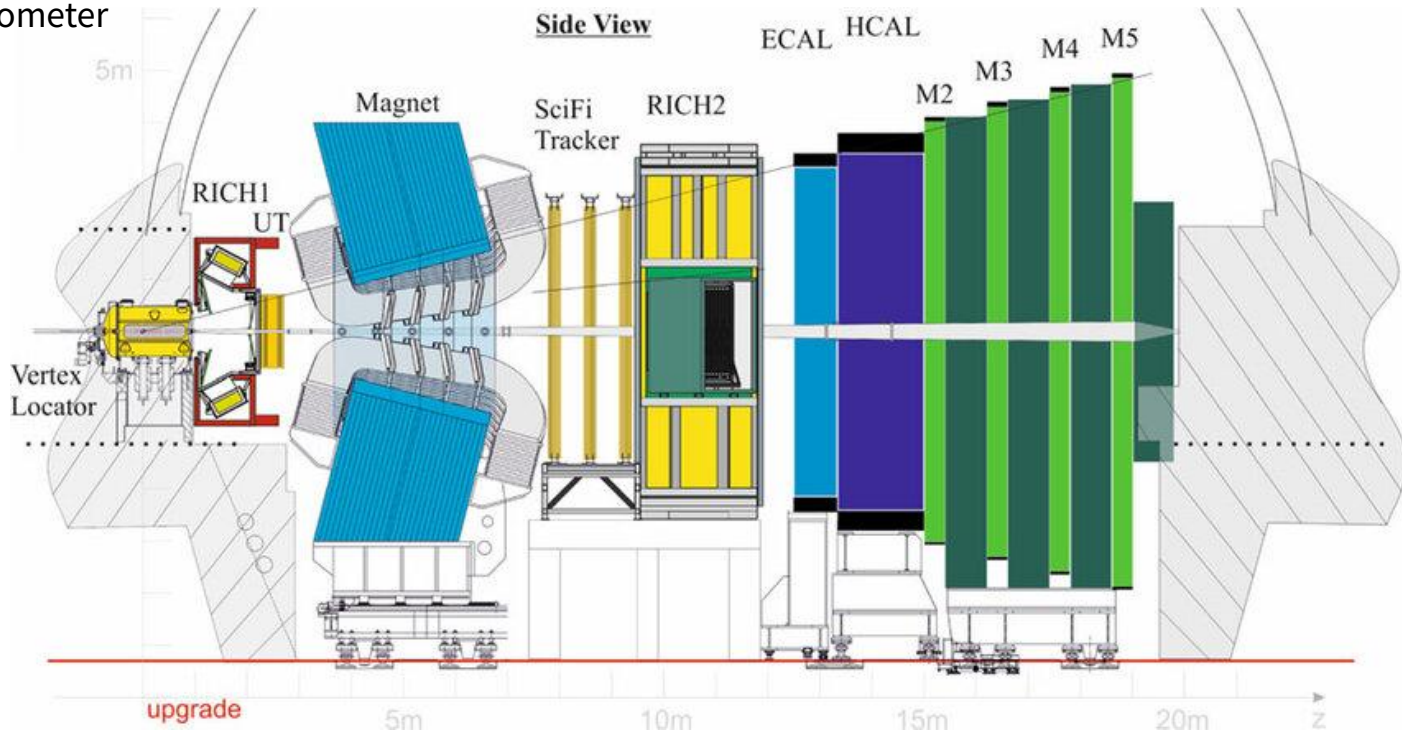 ometer
Side View
ECAL
HCAL
M2
M3
M4
M5
5m
Magnet
SciFi
Tracker
RICH2
RICH1
UT
Vertex
Locator
upgrade
5m
10m
15m
20m
z